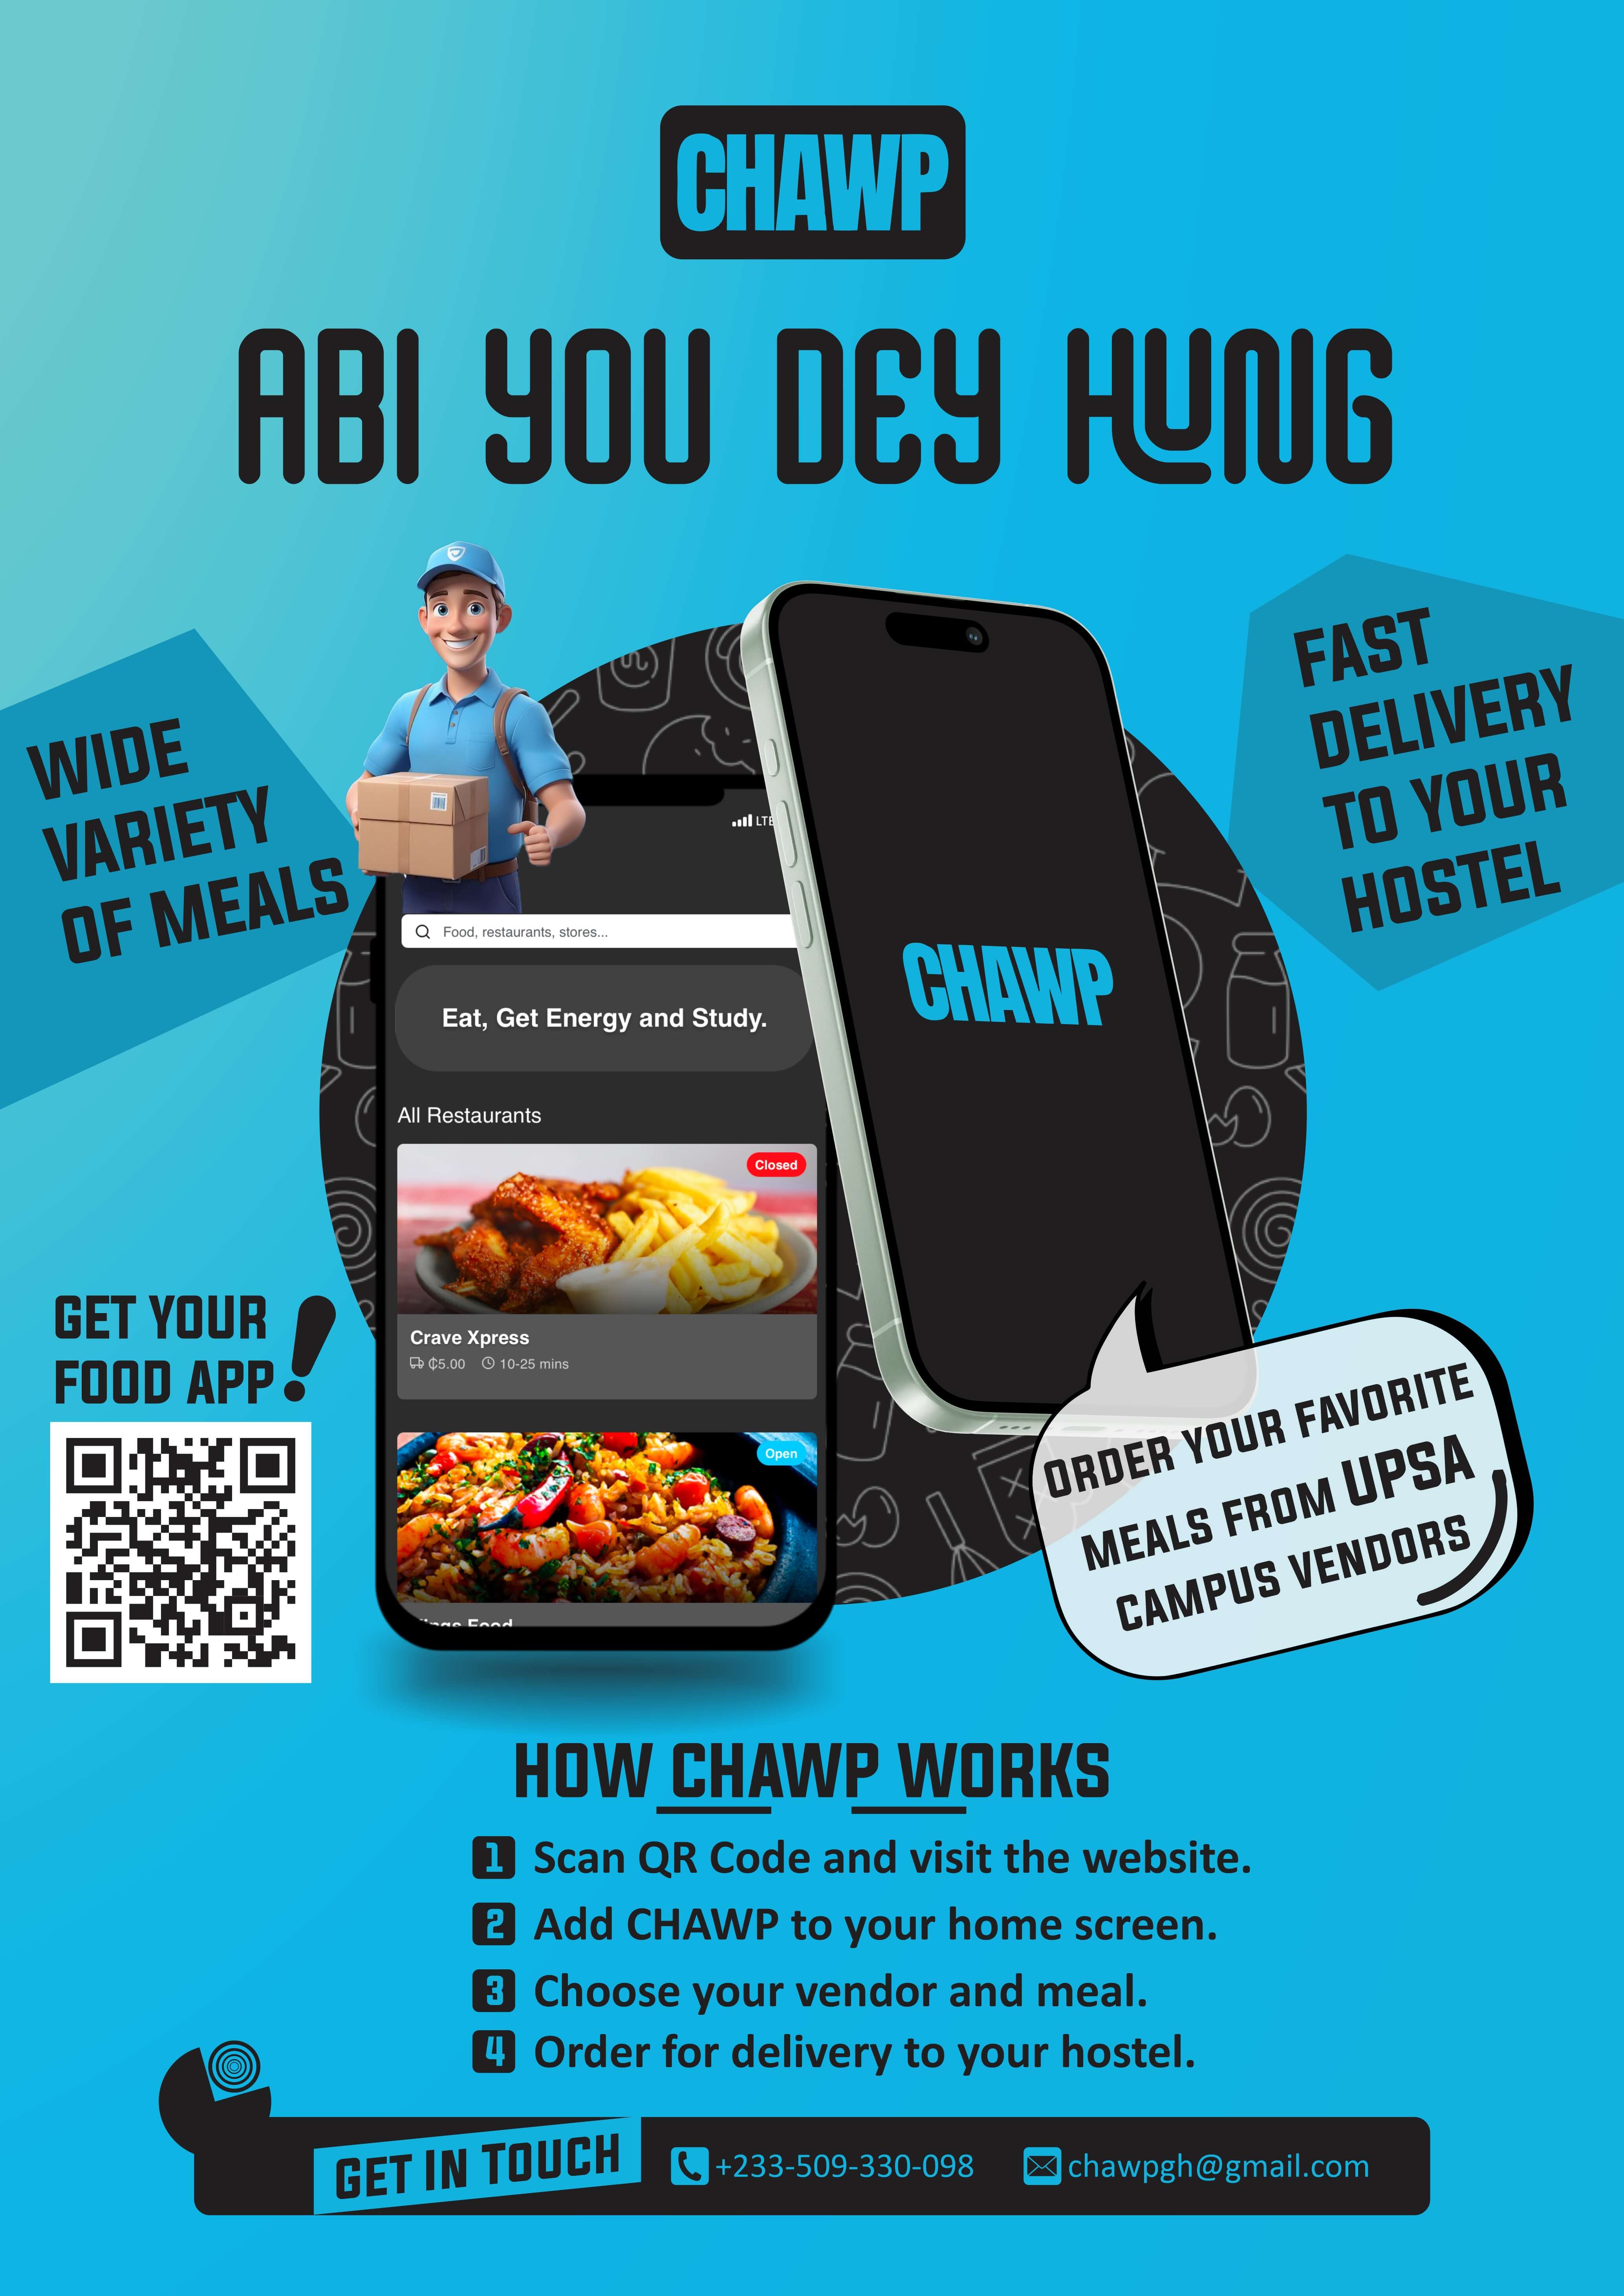 CHAWP
ABI YOU DEY HUNG
WIDE
VARIETY
OF MEALS
FAST
DELIVERY
TO YOUR
HOSTEL
LTE
Food, restaurants, stores...
Eat, Get Energy and Study.
All Restaurants
Closed
Crave Xpress
₵5.00 10-25 mins
Open
Food
CHAWP
GET YOUR
FOOD APP!
ORDER YOUR FAVORITE
MEALS FROM UPSA
CAMPUS VENDORS
HOW CHAWP WORKS
1 Scan QR Code and visit the website.
2 Add CHAWP to your home screen.
3 Choose your vendor and meal.
4 Order for delivery to your hostel.
GET IN TOUCH +233-509-330-098 chawpgh@gmail.com